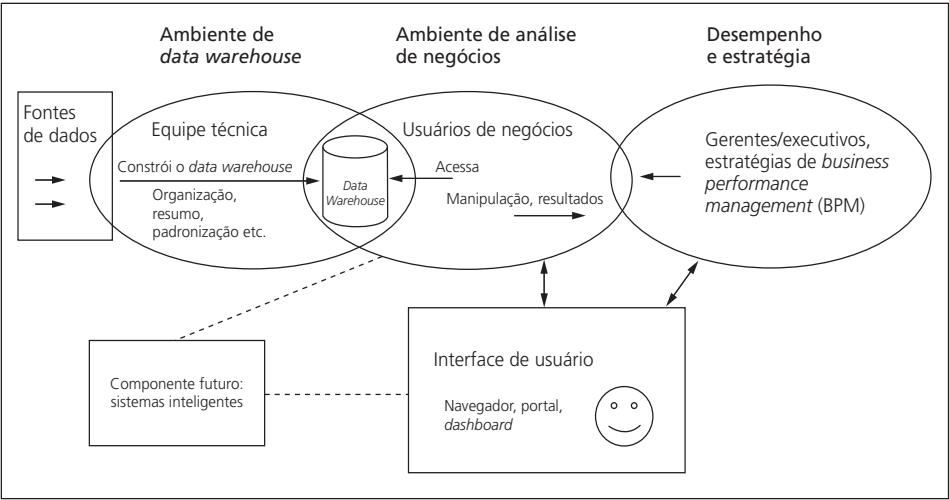 Ambiente de
data warehouse
Ambiente de análise
de negócios
Desempenho
e estratégia
Fontes
de dados
Equipe técnica
Constrói o data warehouse
Organização,
resumo,
padronização etc.
Data
Warehouse
Usuários de negócios
Acessa
Manipulação, resultados
Gerentes/executivos,
estratégias de business
performance
management (BPM)
Componente futuro:
sistemas inteligentes
Interface de usuário
Navegador, portal,
dashboard